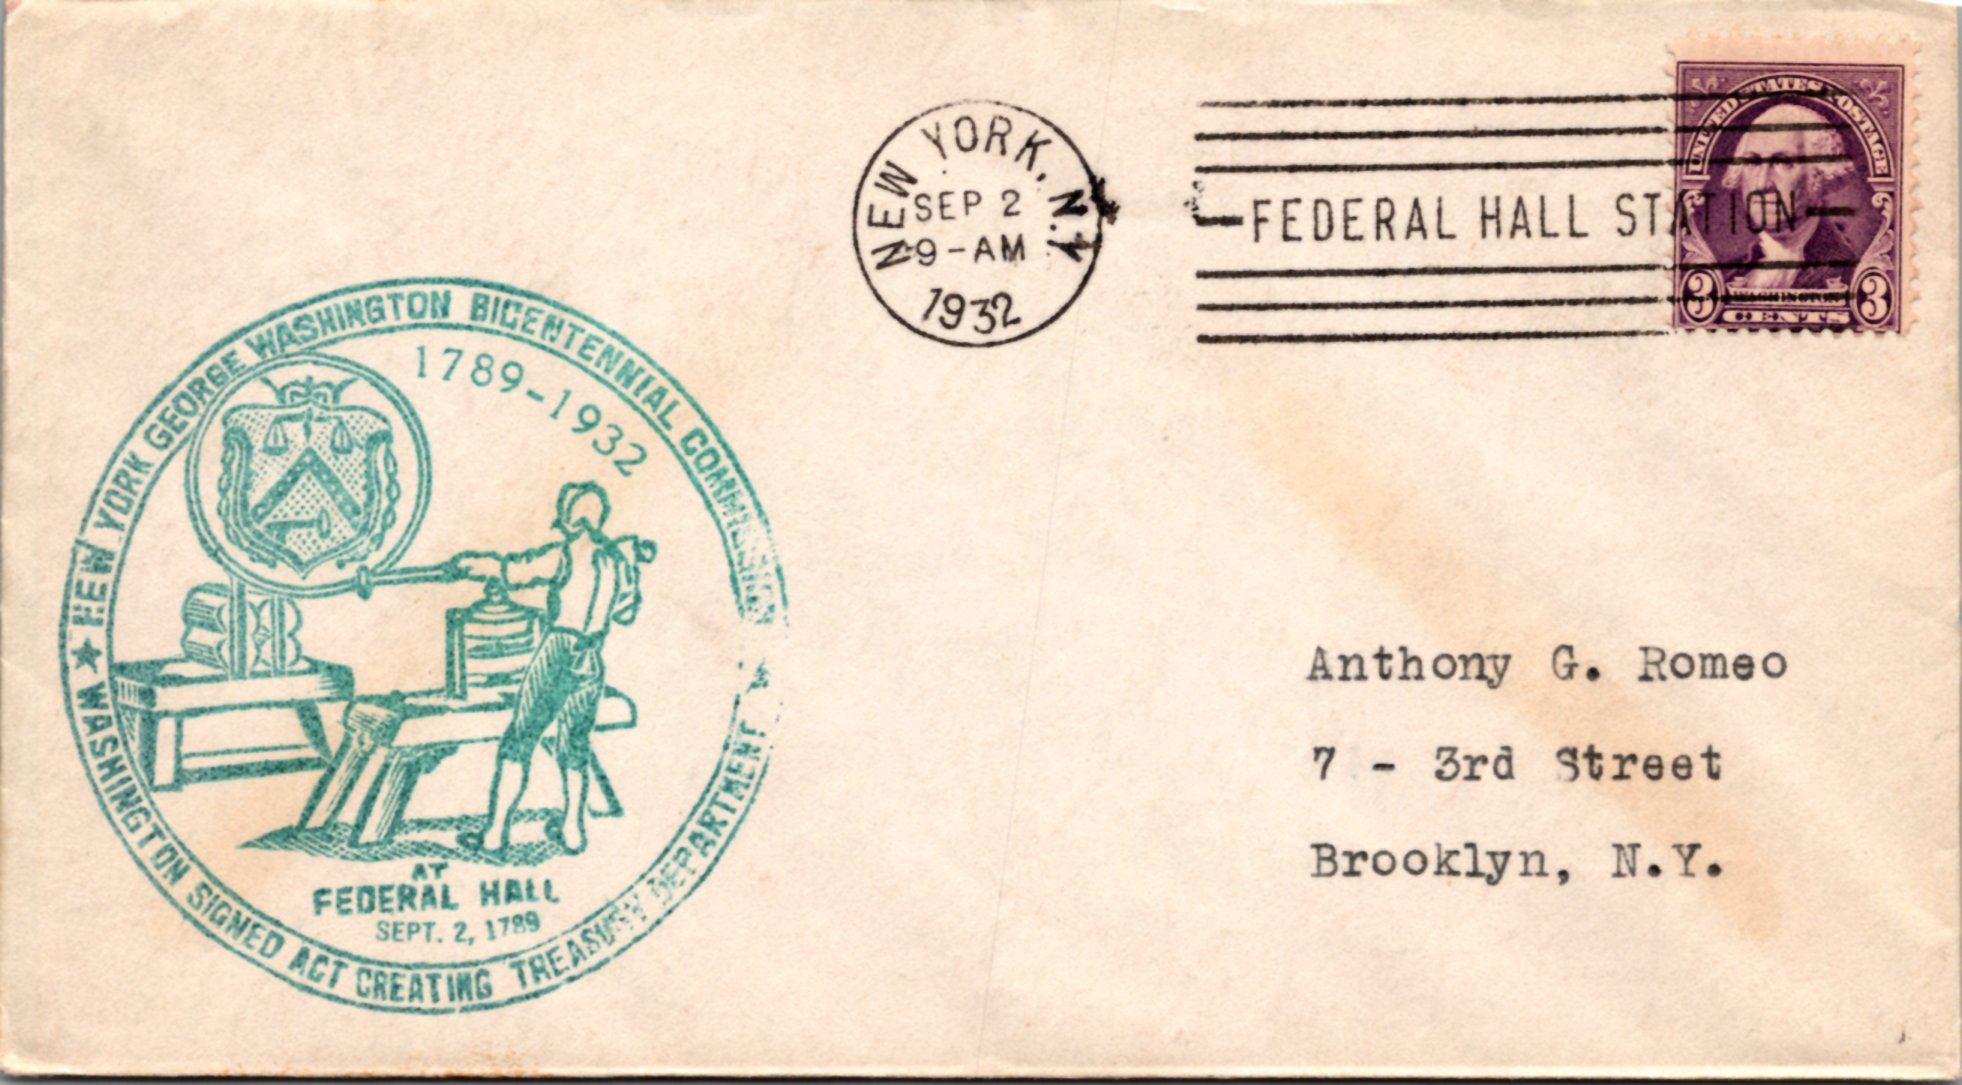 NEW YORK, N.Y.
SEP 2
9-AM
1932
FEDERAL HALL STATION
UNITED STATES POSTAGE
3 WASHINGTON 3
CENTS
NEW YORK GEORGE WASHINGTON BICENTENNIAL COMMISSION
1789-1932
AT
FEDERAL HALL
SEPT. 2, 1789
★ WASHINGTON SIGNED ACT CREATING TREASURY DEPARTMENT
Anthony G. Romeo
7 - 3rd Street
Brooklyn, N.Y.